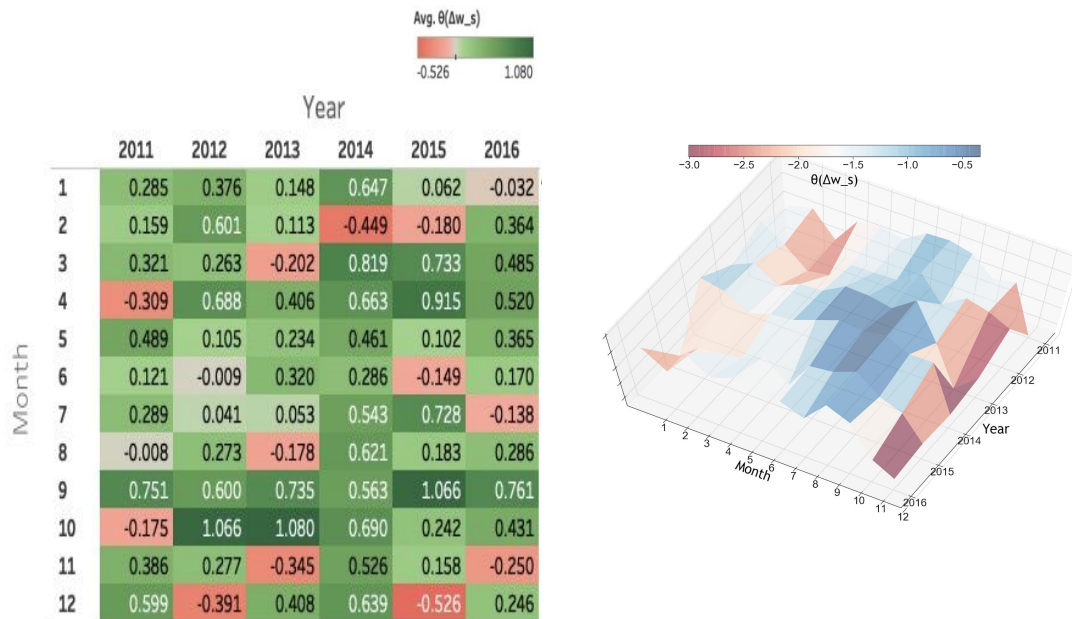 Avg. θ(Δw_s)
-0.526 1.080
Year
2011 2012 2013 2014 2015 2016
1 0.285 0.376 0.148 0.647 0.062 -0.032
2 0.159 0.601 0.113 -0.449 -0.180 0.364
3 0.321 0.263 -0.202 0.819 0.733 0.485
4 -0.309 0.688 0.406 0.663 0.915 0.520
5 0.489 0.105 0.234 0.461 0.102 0.365
6 0.121 -0.009 0.320 0.286 -0.149 0.170
7 0.289 0.041 0.053 0.543 0.728 -0.138
8 -0.008 0.273 -0.178 0.621 0.183 0.286
9 0.751 0.600 0.735 0.563 1.066 0.761
10 -0.175 1.066 1.080 0.690 0.242 0.431
11 0.386 0.277 -0.345 0.526 0.158 -0.250
12 0.599 -0.391 0.408 0.639 -0.526 0.246
Month
−3.0 −2.5 −2.0 −1.5 −1.0 −0.5
θ(Δw_s)
1 2 3 4 5 6 7 8 9 10 11 12
Month
2011
2012
2013
2014
2015
2016
Year